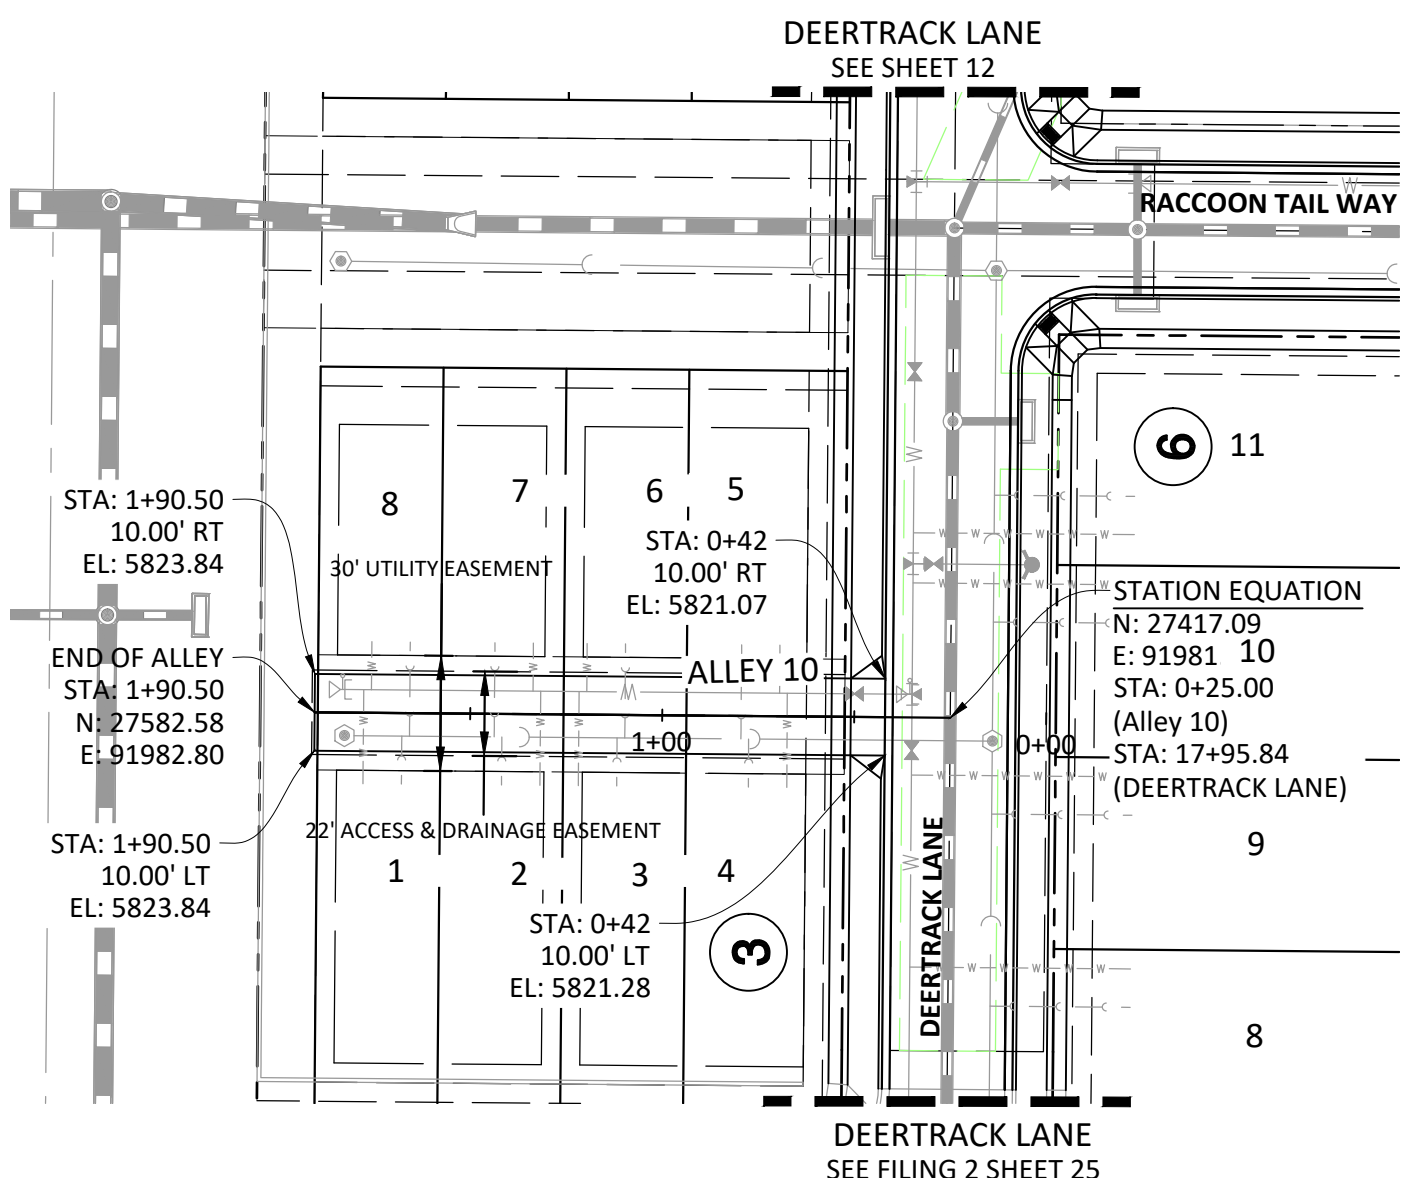 DEERTRACK LANE
SEE SHEET 12
RACCOON TAIL WAY
W
6
11
STA: 1+90.50
10.00' RT
EL: 5823.84
8
7
6
5
STA: 0+42
10.00' RT
EL: 5821.07
30' UTILITY EASEMENT
STATION EQUATION
N: 27417.09
E: 91981
10
STA: 0+25.00
(Alley 10)
STA: 17+95.84
(DEERTRACK LANE)
END OF ALLEY
STA: 1+90.50
N: 27582.58
E: 91982.80
ALLEY 10
1+00
0+00
STA: 1+90.50
10.00' LT
EL: 5823.84
22' ACCESS & DRAINAGE EASEMENT
1
2
3
4
9
STA: 0+42
10.00' LT
EL: 5821.28
3
DEERTRACK LANE
8
DEERTRACK LANE
SEE FILING 2 SHEET 25